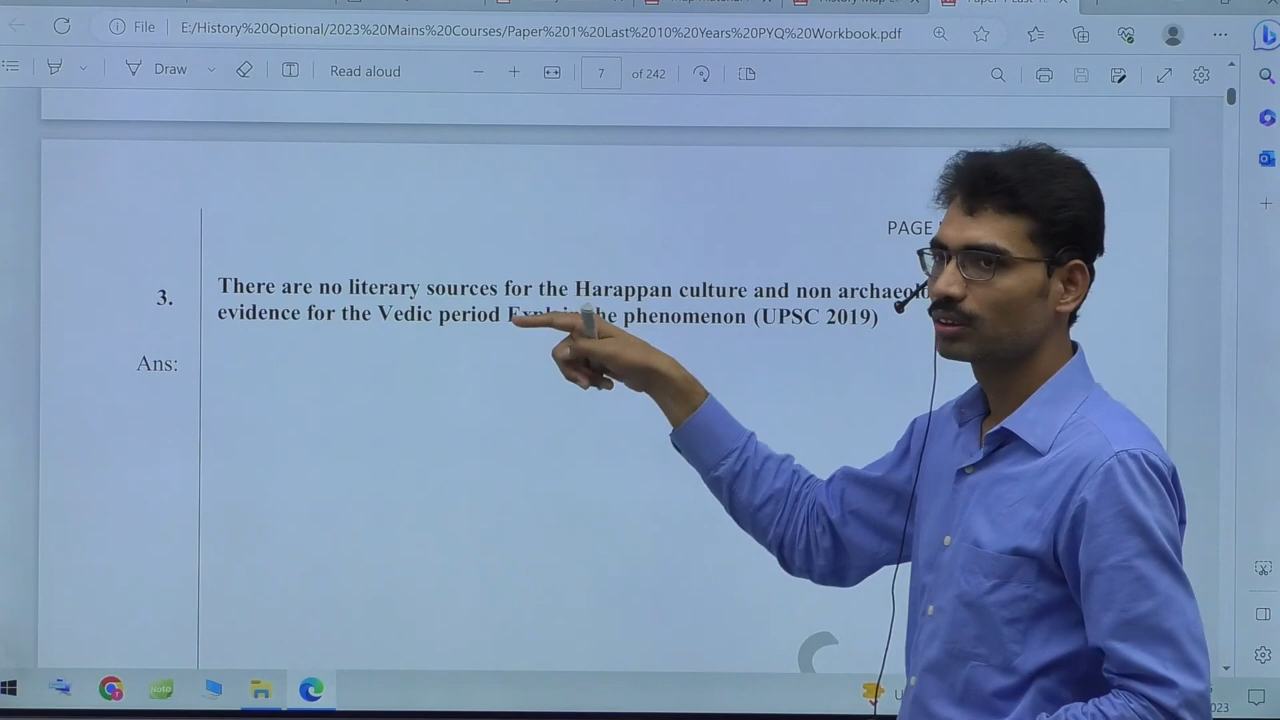 File
E:/History%20Optional/2023%20Mains%20Courses/Paper%201%20Last%2010%20Years%20PYQ%20Workbook.pdf
Draw
Read aloud
7
of 242
PAGE
3.
There are no literary sources for the Harappan culture and non
evidence for the Vedic period the phenomenon (UPSC 2019)
Ans: